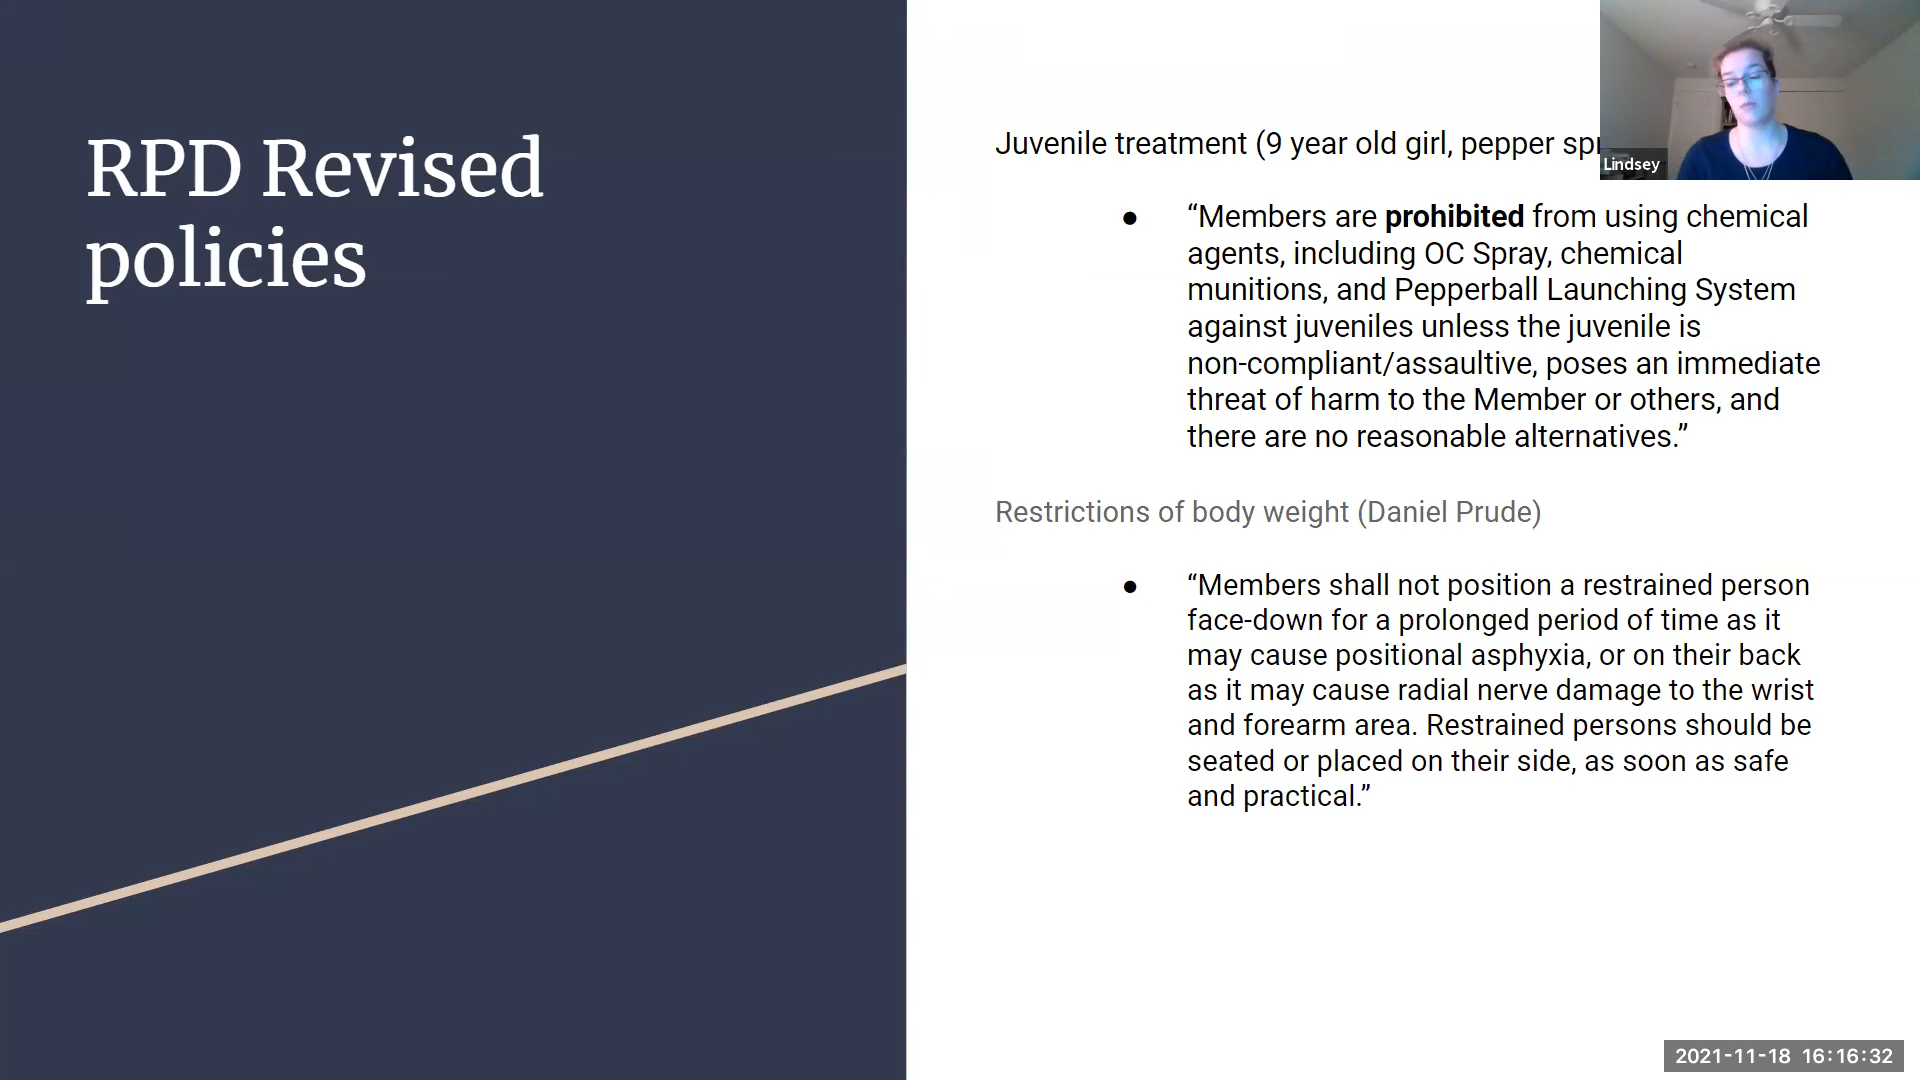 RPD Revised
policies
Juvenile treatment (9 year old girl, pepper
Lindsey
● “Members are prohibited from using chemical
agents, including OC Spray, chemical
munitions, and Pepperball Launching System
against juveniles unless the juvenile is
non-compliant/assaultive, poses an immediate
threat of harm to the Member or others, and
there are no reasonable alternatives.”
Restrictions of body weight (Daniel Prude)
● “Members shall not position a restrained person
face-down for a prolonged period of time as it
may cause positional asphyxia, or on their back
as it may cause radial nerve damage to the wrist
and forearm area. Restrained persons should be
seated or placed on their side, as soon as safe
and practical.”
2021-11-18 16:16:32